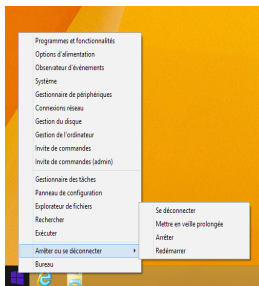 Programmes et fonctionnalités
Options d'alimentation
Observateur d'événements
Système
Gestionnaire de périphériques
Connexions réseau
Gestion du disque
Gestion de l'ordinateur
Invite de commandes
Invite de commandes (admin)
Gestionnaire des tâches
Panneau de configuration
Explorateur de fichiers
Rechercher
Exécuter
Arrêter ou se déconnecter
Bureau
Se déconnecter
Mettre en veille prolongée
Arrêter
Redémarrer